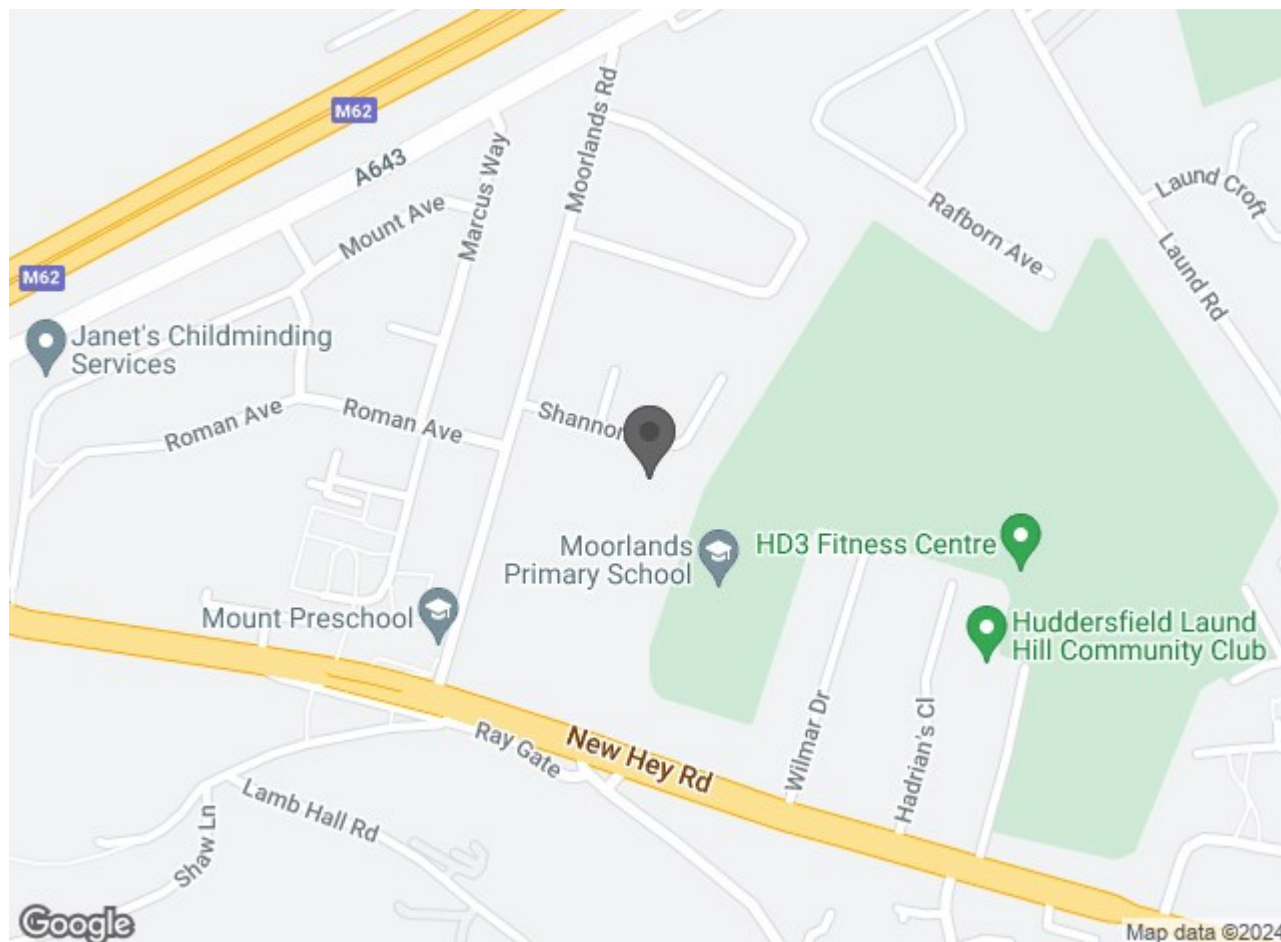 M62
A643
Moorlands Rd
Marcus Way
Mount Ave
Laund Croft
Rafborn Ave
Laund Rd
M62
Janet's Childminding
Services
Roman Ave
Roman Ave
Shannon
Moorlands
Primary School
HD3 Fitness Centre
Mount Preschool
Huddersfield Laund
Hill Community Club
Ray Gate
New Hey Rd
Wilmar Dr
Hadrian's Cl
Lamb Hall Rd
Shaw Ln
Google
Map data ©2024